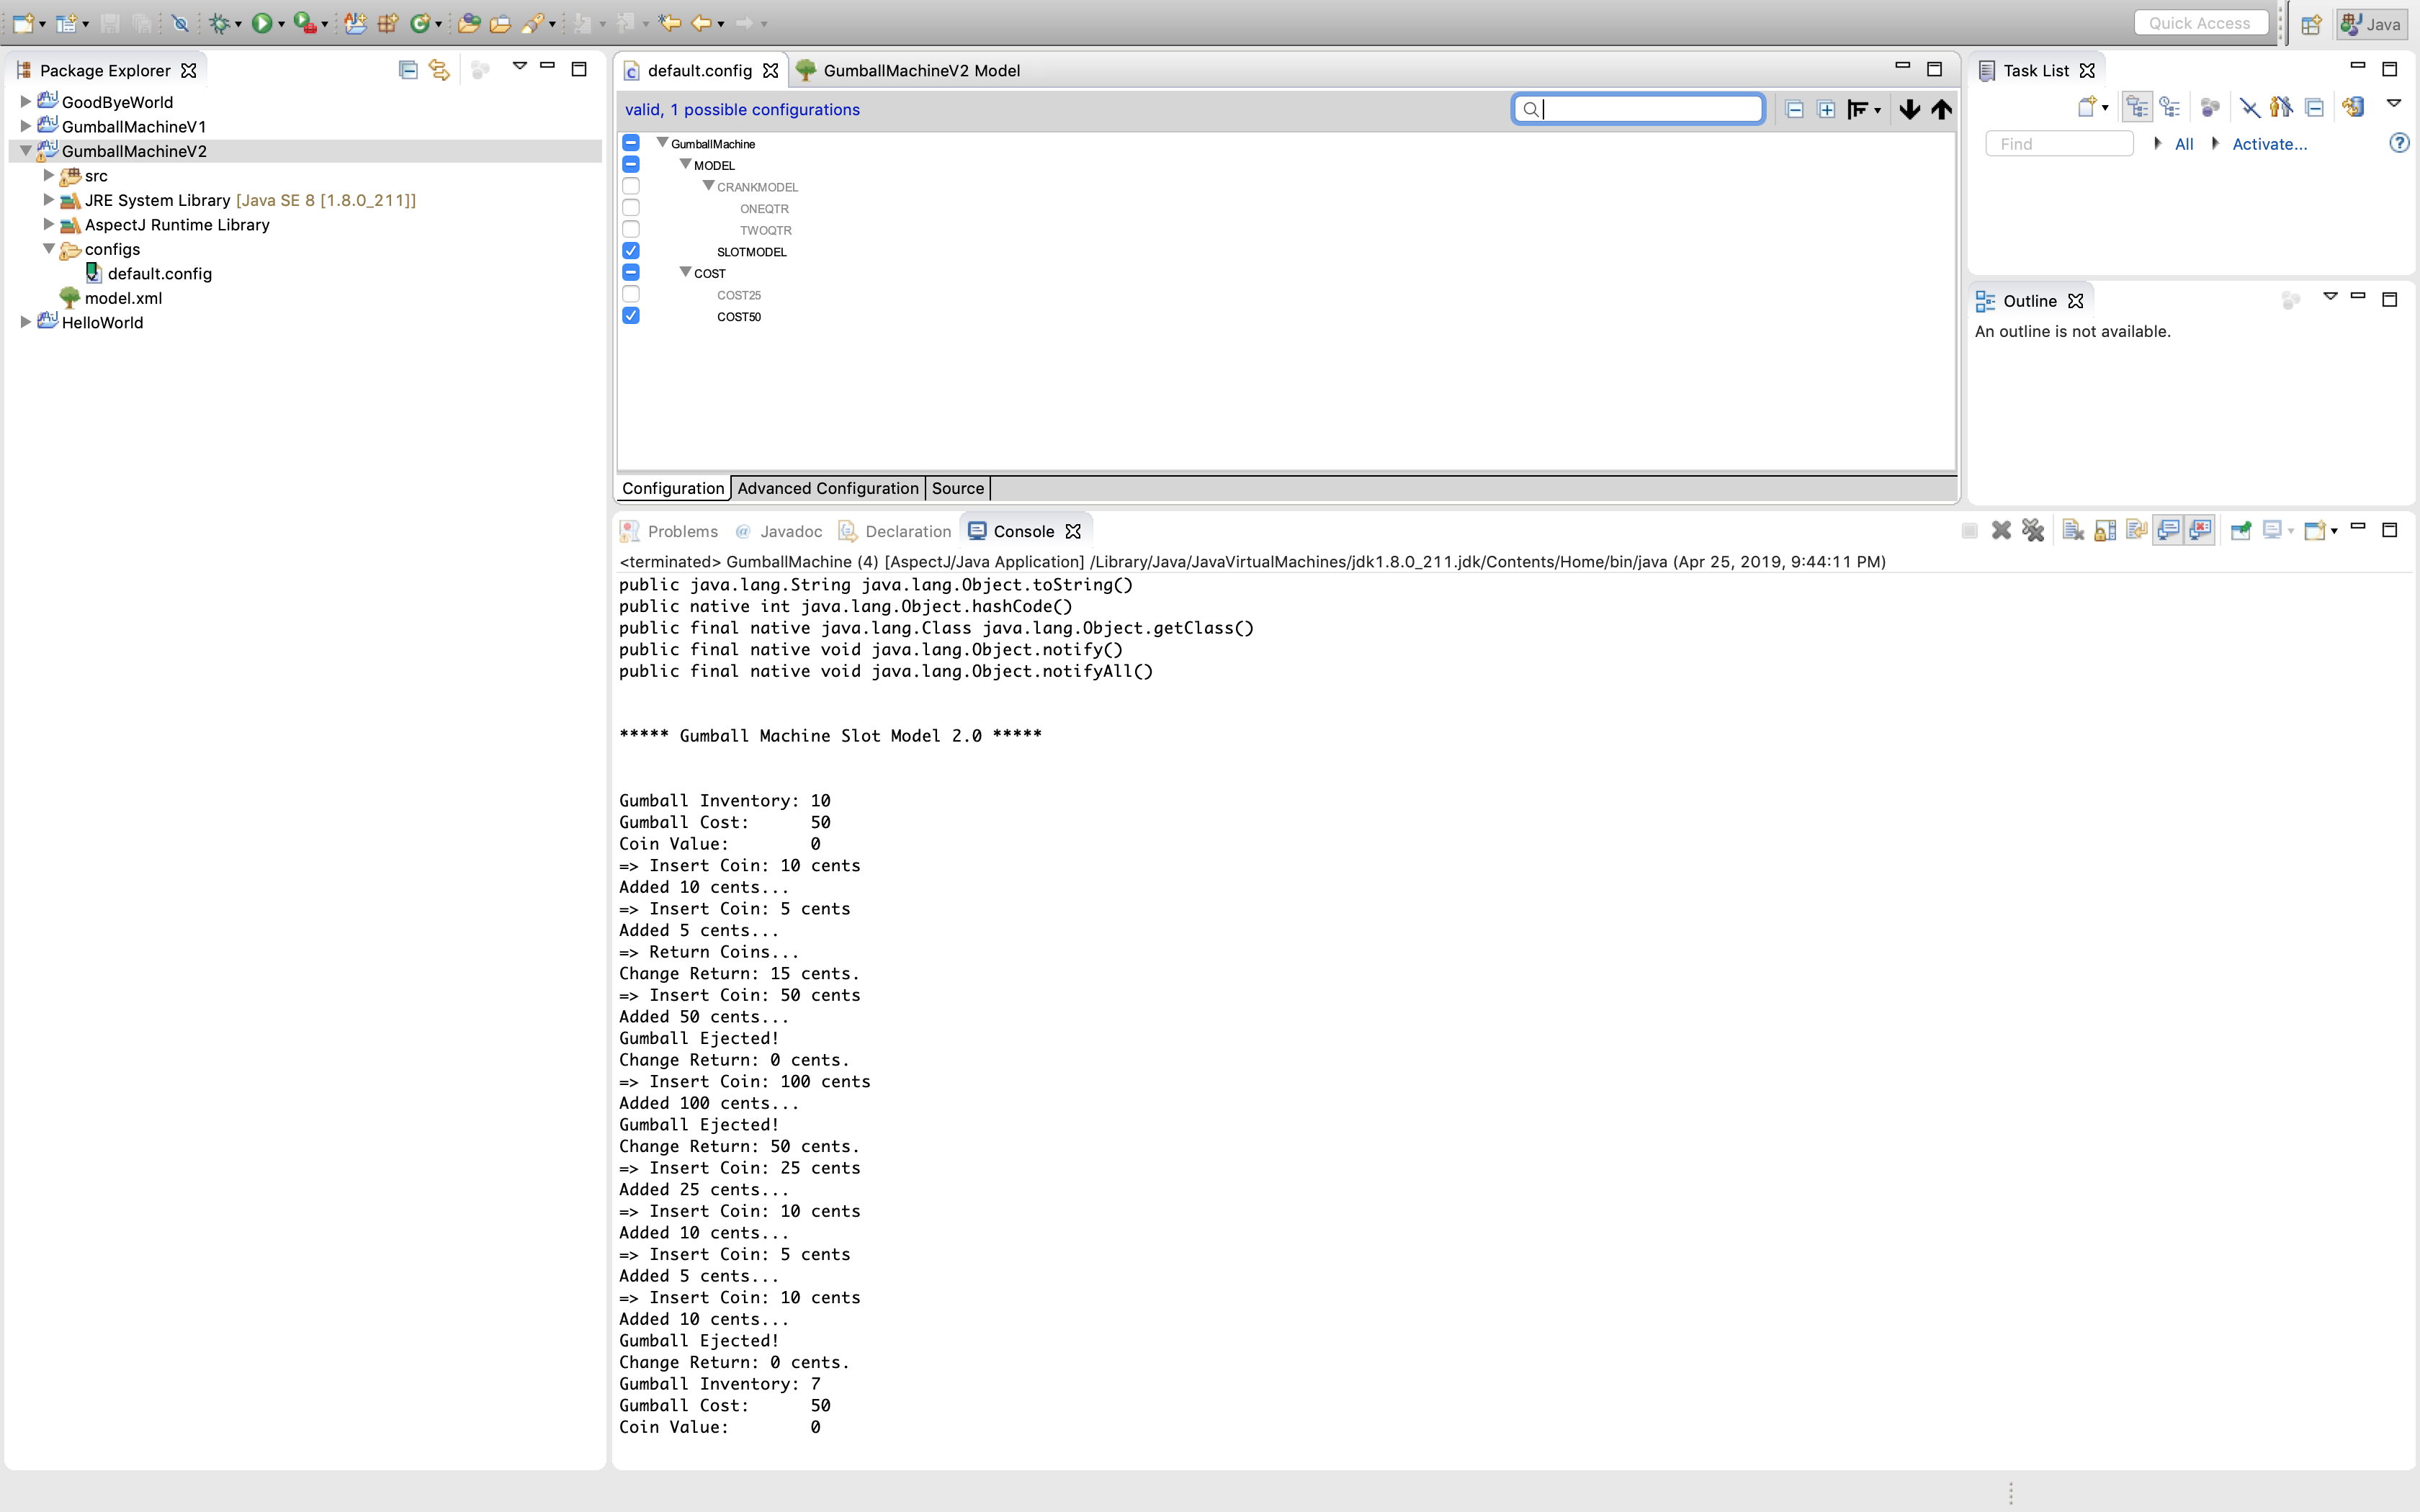 Quick Access
Java
Package Explorer
GoodByeWorld
GumballMachineV1
GumballMachineV2
src
JRE System Library [Java SE 8 [1.8.0_211]]
AspectJ Runtime Library
configs
default.config
model.xml
HelloWorld
default.config
GumballMachineV2 Model
valid, 1 possible configurations
GumballMachine
MODEL
CRANKMODEL
ONEQTR
TWOQTR
SLOTMODEL
COST
COST25
COST50
Configuration
Advanced Configuration
Source
Task List
Find
All
Activate...
Outline
An outline is not available.
Problems
Javadoc
Declaration
Console
<terminated> GumballMachine (4) [AspectJ/Java Application] /Library/Java/JavaVirtualMachines/jdk1.8.0_211.jdk/Contents/Home/bin/java (Apr 25, 2019, 9:44:11 PM)
public java.lang.String java.lang.Object.toString()
public native int java.lang.Object.hashCode()
public final native java.lang.Class java.lang.Object.getClass()
public final native void java.lang.Object.notify()
public final native void java.lang.Object.notifyAll()
***** Gumball Machine Slot Model 2.0 *****
Gumball Inventory: 10
Gumball Cost: 50
Coin Value: 0
=> Insert Coin: 10 cents
Added 10 cents...
=> Insert Coin: 5 cents
Added 5 cents...
=> Return Coins...
Change Return: 15 cents.
=> Insert Coin: 50 cents
Added 50 cents...
Gumball Ejected!
Change Return: 0 cents.
=> Insert Coin: 100 cents
Added 100 cents...
Gumball Ejected!
Change Return: 50 cents.
=> Insert Coin: 25 cents
Added 25 cents...
=> Insert Coin: 10 cents
Added 10 cents...
=> Insert Coin: 5 cents
Added 5 cents...
=> Insert Coin: 10 cents
Added 10 cents...
Gumball Ejected!
Change Return: 0 cents.
Gumball Inventory: 7
Gumball Cost: 50
Coin Value: 0